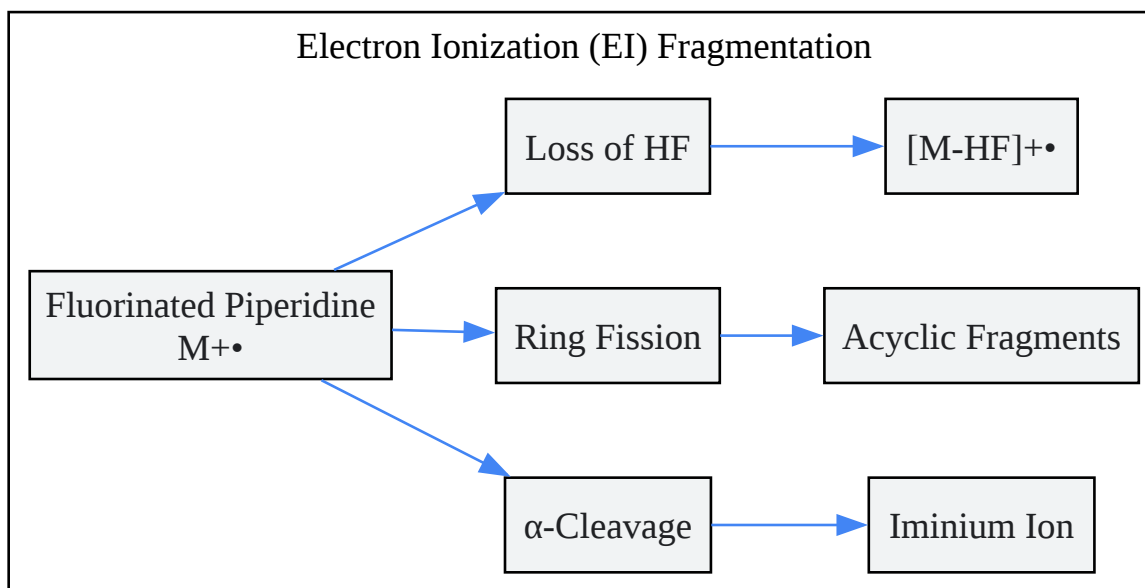 Electron Ionization (EI) Fragmentation
Loss of HF
[M-HF]+•
Fluorinated Piperidine
M+•
Ring Fission
Acyclic Fragments
α-Cleavage
Iminium Ion